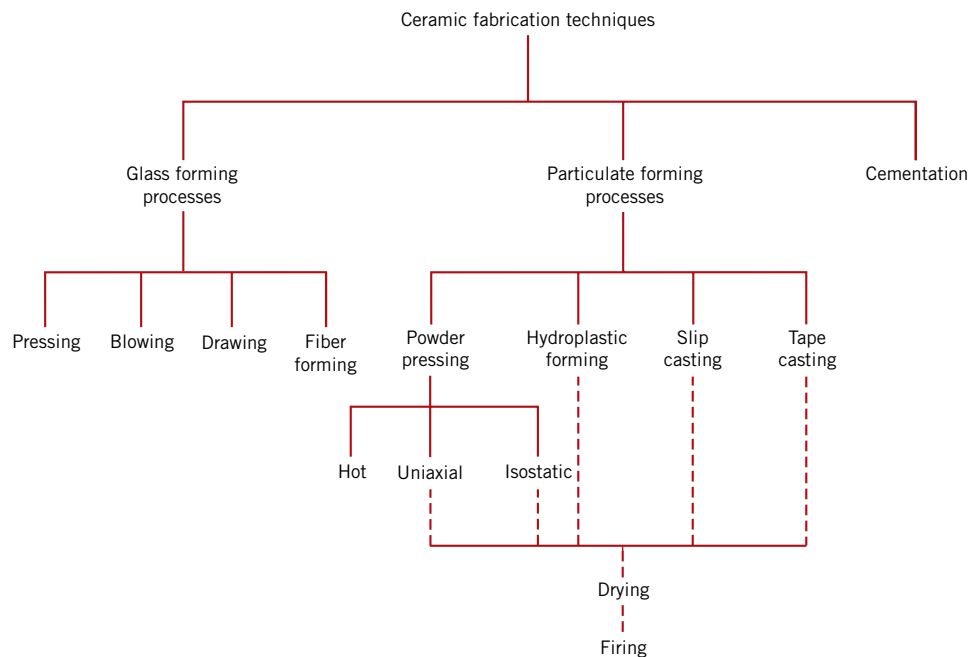 Ceramic fabrication techniques
Glass forming
processes
Particulate forming
processes
Cementation
Pressing
Blowing
Drawing
Fiber
forming
Powder
pressing
Hydroplastic
forming
Slip
casting
Tape
casting
Hot
Uniaxial
Isostatic
Drying
Firing